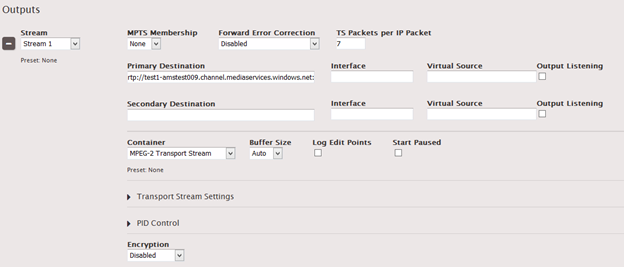 Outputs
Stream MPTS Membership Forward Error Correction TS Packets per IP Packet
Stream 1 None Disabled 7
Preset: None
Primary Destination Interface Virtual Source Output Listening
rtp://test1-amstest009.channel.mediaservices.windows.net:
Secondary Destination Interface Virtual Source Output Listening
Container Buffer Size Log Edit Points Start Paused
MPEG-2 Transport Stream Auto
Preset: None
Transport Stream Settings
PID Control
Encryption
Disabled